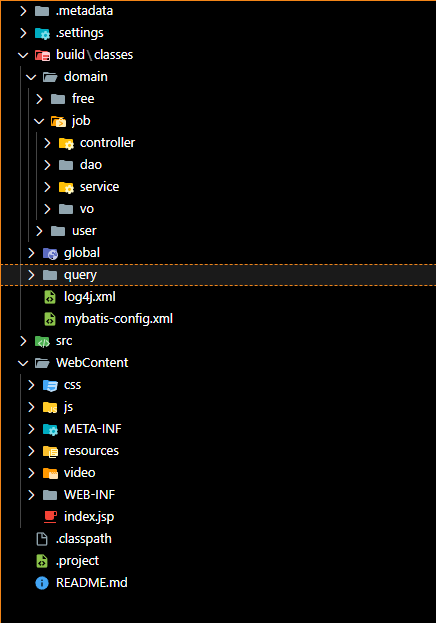 .metadata
.settings
build\classes
domain
free
job
controller
dao
service
vo
user
global
query
log4j.xml
mybatis-config.xml
src
WebContent
css
js
META-INF
resources
video
WEB-INF
index.jsp
.classpath
.project
README.md